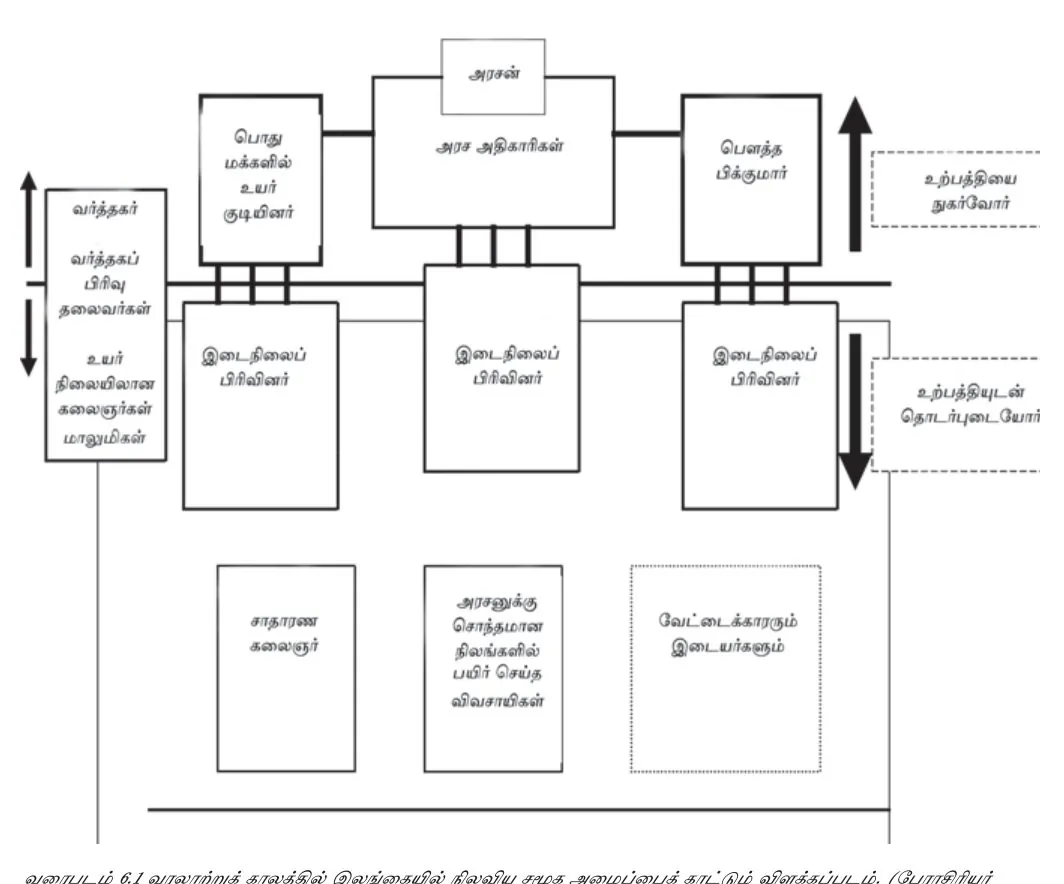 அரசன்
அரச அதிகாரிகள்
பொது
மக்களில்
உயர்
குடியினர்
பௌத்த
பிக்குமார்
உற்பத்தியை
நுகர்வோர்
வர்த்தகர்
வர்த்தகப்
பிரிவு
தலைவர்கள்
உயர்
நிலையிலான
கலைஞர்கள்
மாலுமிகள்
இடைநிலைப்
பிரிவினர்
இடைநிலைப்
பிரிவினர்
இடைநிலைப்
பிரிவினர்
உற்பத்தியுடன்
தொடர்புடையோர்
சாதாரண
கலைஞர்
அரசனுக்கு
சொந்தமான
நிலங்களில்
பயிர் செய்த
விவசாயிகள்
வேட்டைக்காரரும்
இடையர்களும்
வரைபடம் 6.1 வரலாற்றுக் காலத்தில் இலங்கையில் நிலவிய சமூக அமைப்பைக் காட்டும் விளக்கப்படம். (பேராசிரியர்